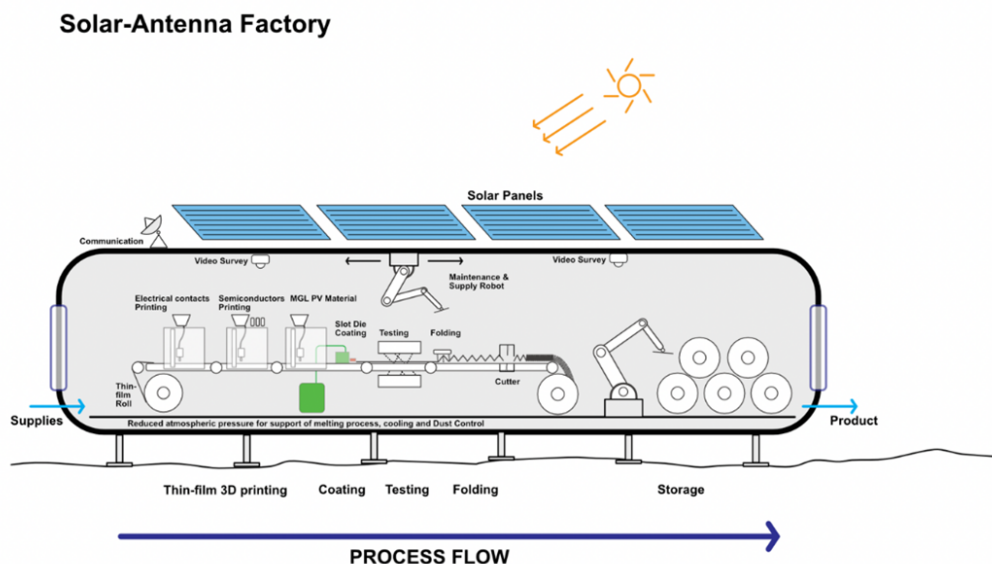 Solar-Antenna Factory
Solar Panels
Communication
Video Survey
Maintenance &
Supply Robot
Video Survey
Electrical contacts
Printing
Semiconductors
Printing
MGL PV Material
Slot Die
Coating
Testing
Folding
Thin-
film
Roll
Cutter
Supplies
Product
Reduced atmospheric pressure for support of melting process, cooling and Dust Control
Thin-film 3D printing
Coating
Testing
Folding
Storage
PROCESS FLOW